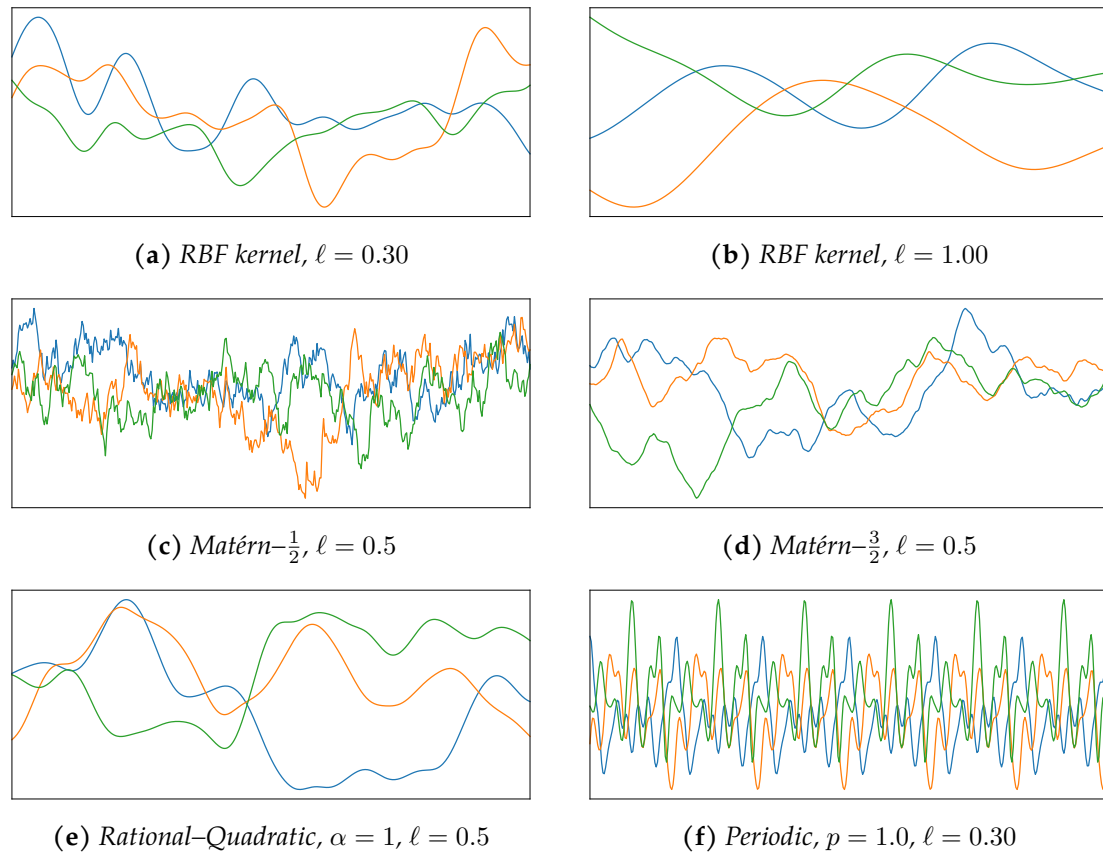 (a) RBF kernel, ℓ = 0.30
(b) RBF kernel, ℓ = 1.00
(c) Matérn–1/2, ℓ = 0.5
(d) Matérn–3/2, ℓ = 0.5
(e) Rational–Quadratic, α = 1, ℓ = 0.5
(f) Periodic, p = 1.0, ℓ = 0.30